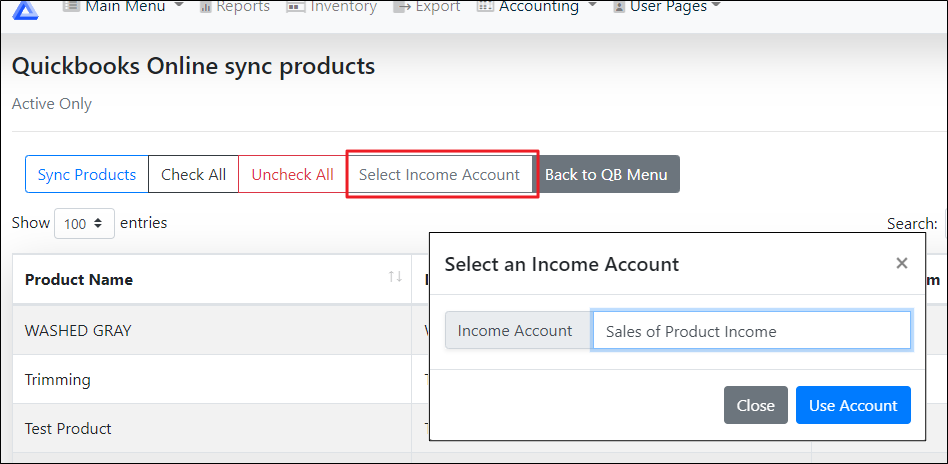 Main Menu Reports Inventory Export Accounting User Pages
Quickbooks Online sync products
Active Only
Sync Products Check All Uncheck All Select Income Account Back to QB Menu
Show 100 entries
Search:
Product Name
WASHED GRAY
Trimming
Test Product
Select an Income Account ×
Income Account Sales of Product Income
Close Use Account